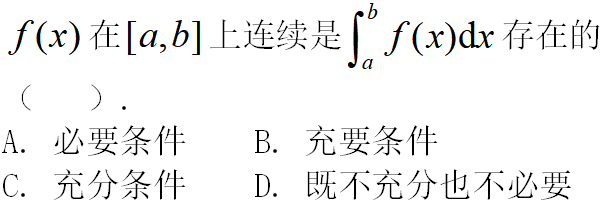 f(x) 在 [a,b] 上连续是 ∫_a^b f(x)dx 存在的
（ ）.
A. 必要条件 B. 充要条件
C. 充分条件 D. 既不充分也不必要